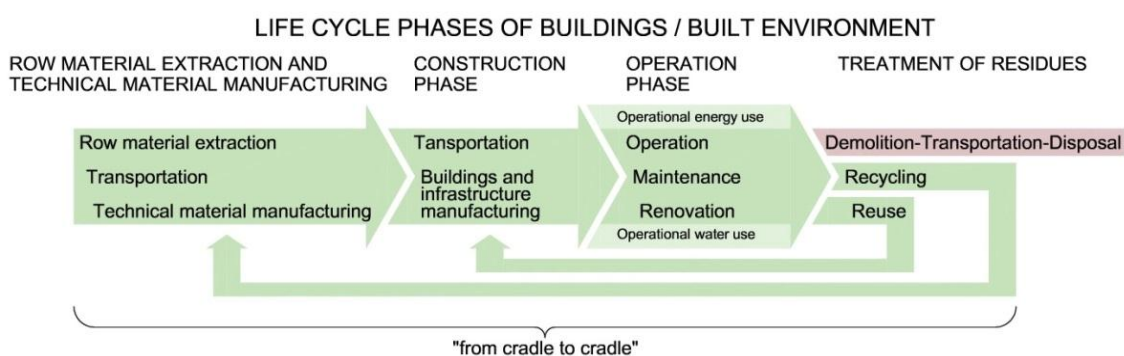 LIFE CYCLE PHASES OF BUILDINGS / BUILT ENVIRONMENT
ROW MATERIAL EXTRACTION AND
TECHNICAL MATERIAL MANUFACTURING
CONSTRUCTION
PHASE
OPERATION
PHASE
TREATMENT OF RESIDUES
Row material extraction
Transportation
Technical material manufacturing
Tansportation
Buildings and
infrastructure
manufacturing
Operational energy use
Operation
Maintenance
Renovation
Operational water use
Demolition-Transportation-Disposal
Recycling
Reuse
"from cradle to cradle"